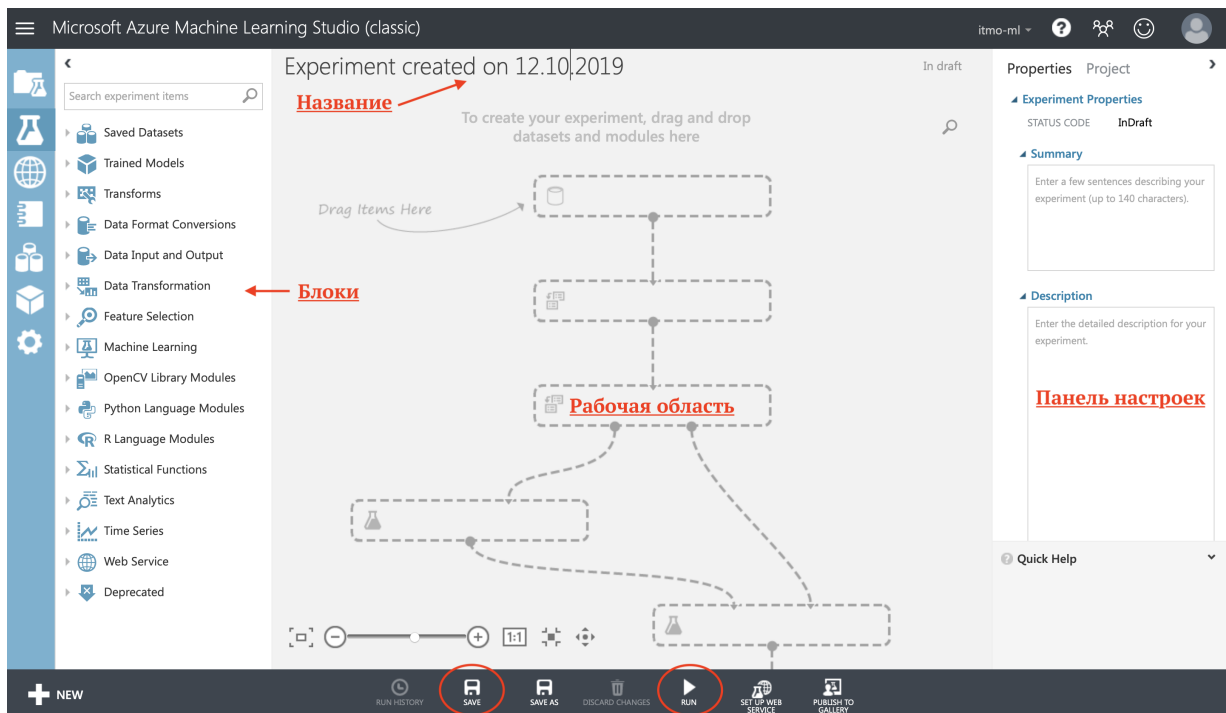 Microsoft Azure Machine Learning Studio (classic)
itmo-ml
?
Search experiment items
Saved Datasets
Trained Models
Transforms
Data Format Conversions
Data Input and Output
Data Transformation
Feature Selection
Machine Learning
OpenCV Library Modules
Python Language Modules
R Language Modules
Statistical Functions
Text Analytics
Time Series
Web Service
Deprecated
Блоки
Experiment created on 12.10.2019
In draft
Название
To create your experiment, drag and drop
datasets and modules here
Drag Items Here
Рабочая область
1:1
Properties Project
Experiment Properties
STATUS CODE InDraft
Summary
Enter a few sentences describing your
experiment (up to 140 characters).
Description
Enter the detailed description for your
experiment.
Панель настроек
? Quick Help
NEW
RUN HISTORY
SAVE
SAVE AS
DISCARD CHANGES
RUN
SET UP WEB
SERVICE
PUBLISH TO
GALLERY